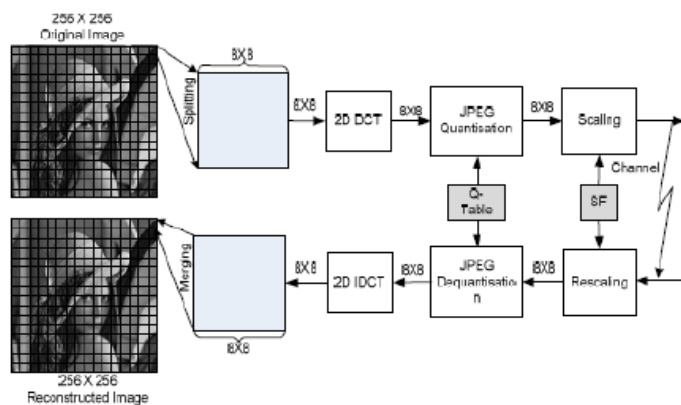 256 X 256
Original Image
8X8
Splitting
8X8
2D DCT
8X8
JPEG
Quantisation
8X8
Scaling
Channel
Q-
Table
SF
256 X 256
Reconstructed Image
Merging
8X8
8X8
2D IDCT
8X8
JPEG
Dequantisatio
n
8X8
Rescaling